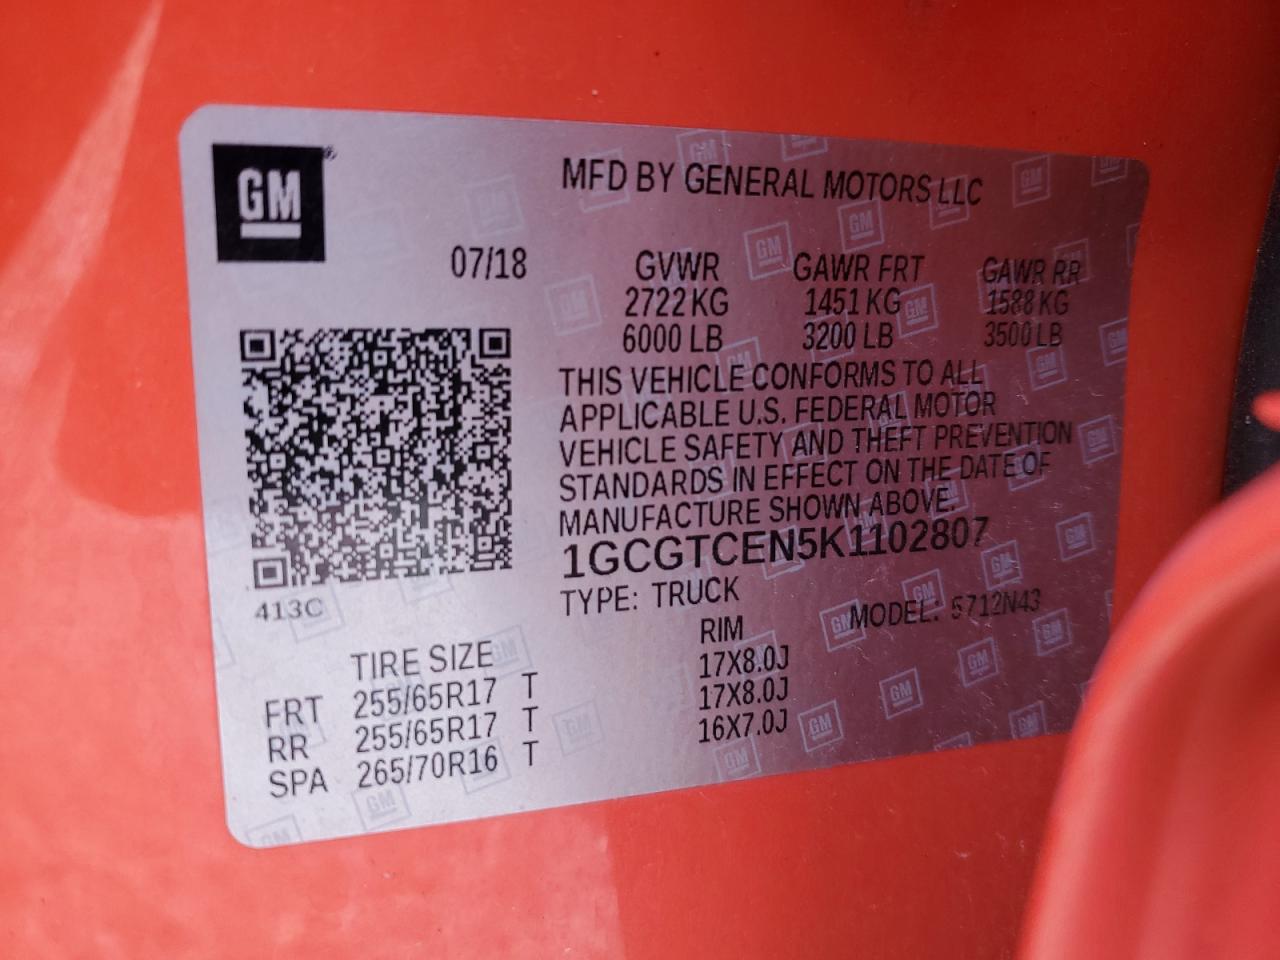 GM
MFD BY GENERAL MOTORS LLC
07/18 GVWR GAWR FRT GAWR RR
2722 KG 1451 KG 1588 KG
6000 LB 3200 LB 3500 LB
THIS VEHICLE CONFORMS TO ALL
APPLICABLE U.S. FEDERAL MOTOR
VEHICLE SAFETY AND THEFT PREVENTION
STANDARDS IN EFFECT ON THE DATE OF
MANUFACTURE SHOWN ABOVE.
1GCGTCEN5K1102807
413C
TYPE: TRUCK MODEL: 5712N43
TIRE SIZE RIM
FRT 255/65R17 T 17X8.0J
RR 255/65R17 T 17X8.0J
SPA 265/70R16 T 16X7.0J